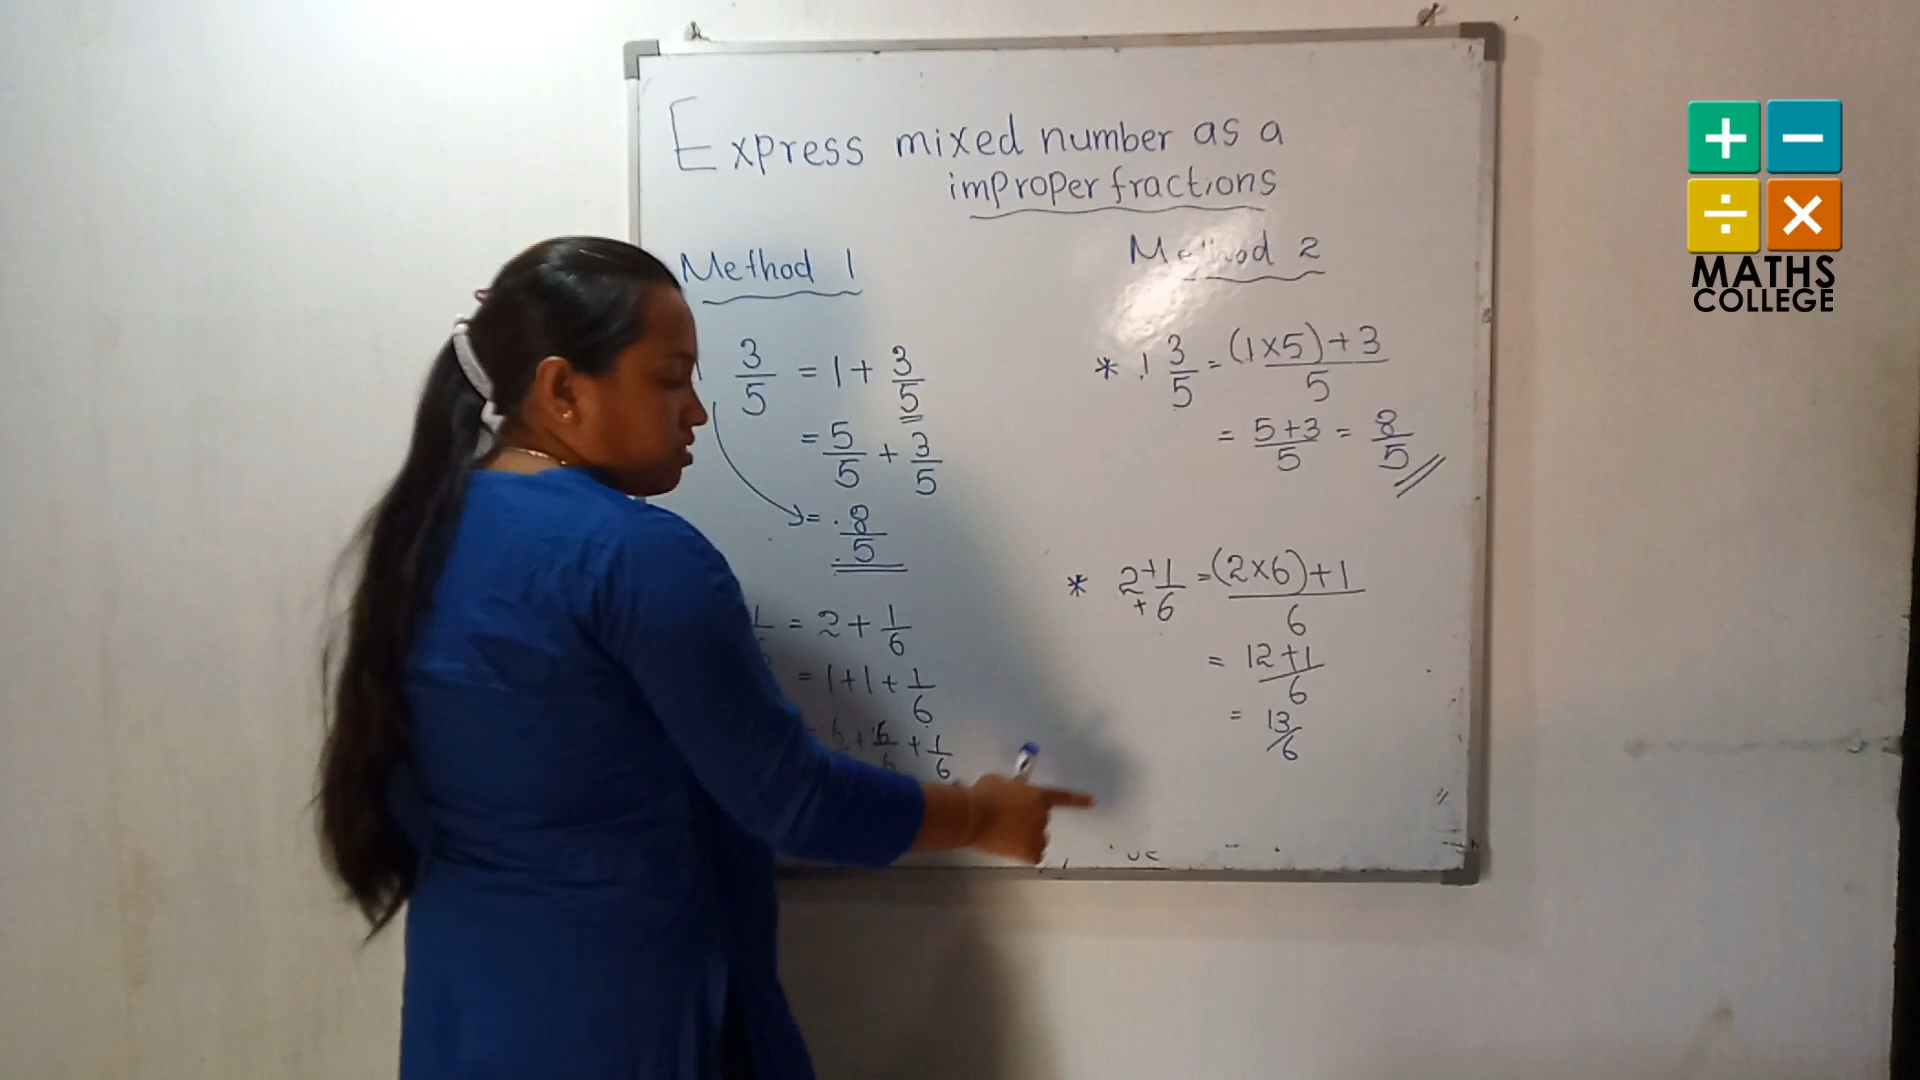 Express mixed number as a
improper fractions
Method 1
3/5 = 1 + 3/5
= 5/5 + 3/5
= 8/5
= 2 + 1/6
= 1 + 1 + 1/6
+ 6/6 + 1/6
Method 2
* 1 3/5 = (1×5)+3/5
= 5+3/5 = 8/5
* 2 1/6 = (2×6)+1/6
= 12+1/6
= 13/6
MATHS
COLLEGE